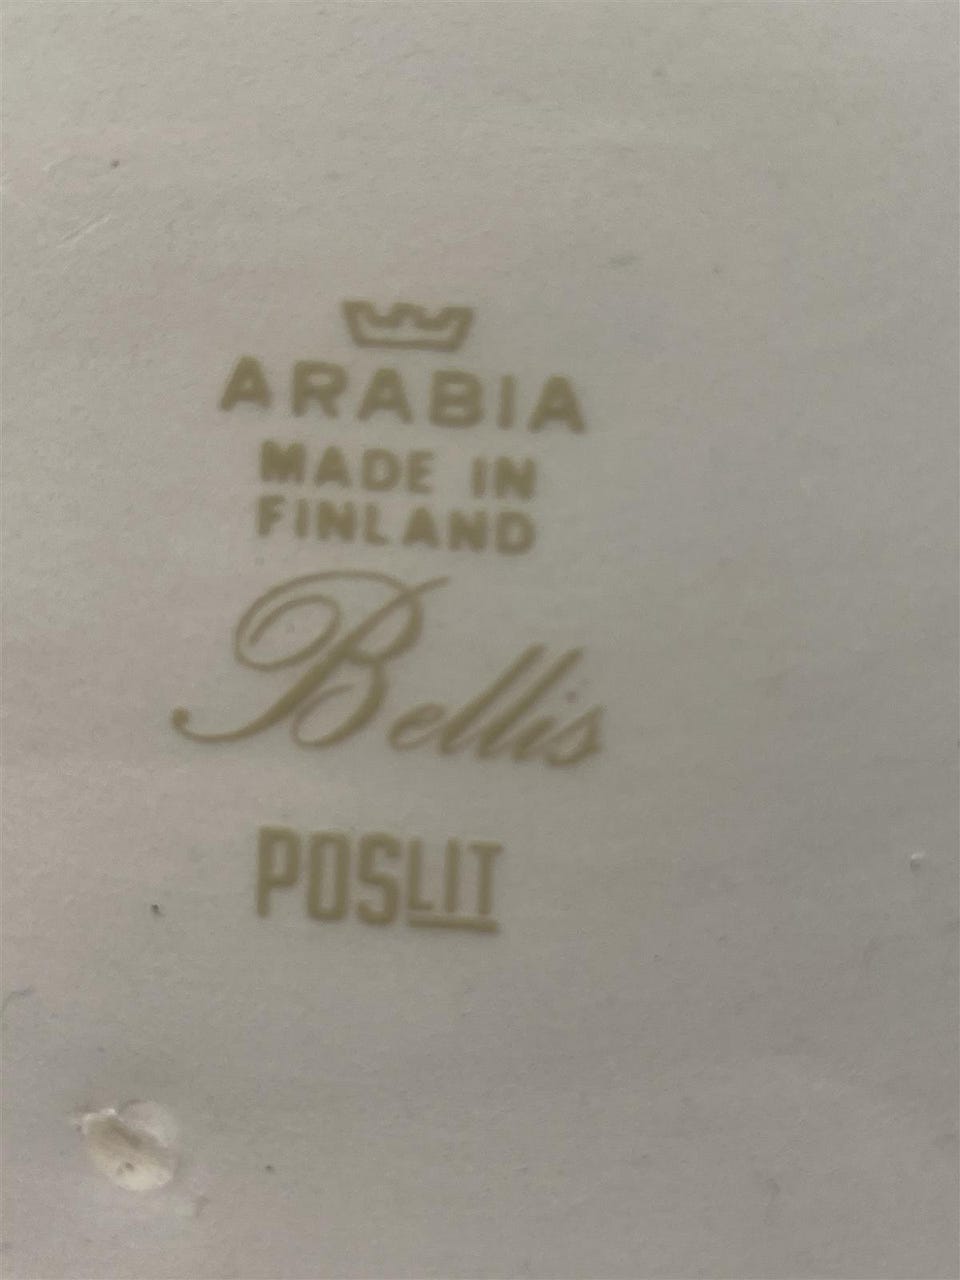 ARABIA
MADE IN
FINLAND
Bellis
POSLIT